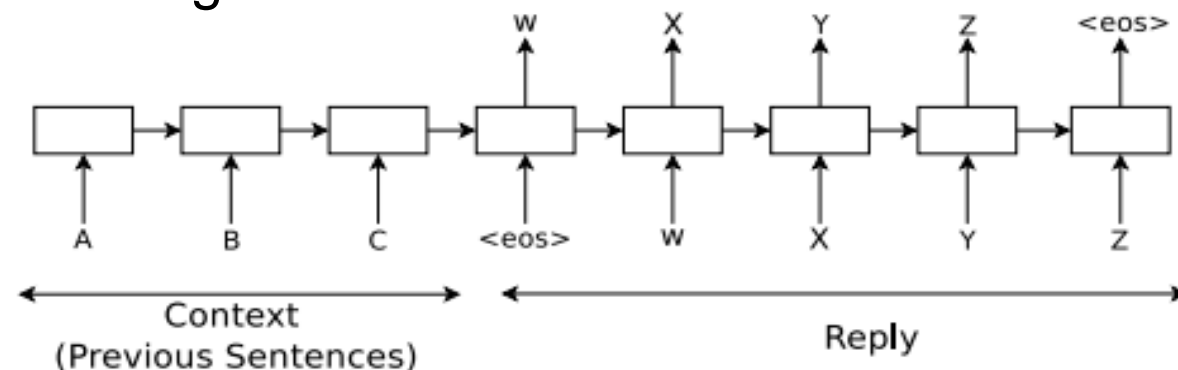 W X Y Z <eos>
A B C <eos> W X Y Z
Context
(Previous Sentences)
Reply